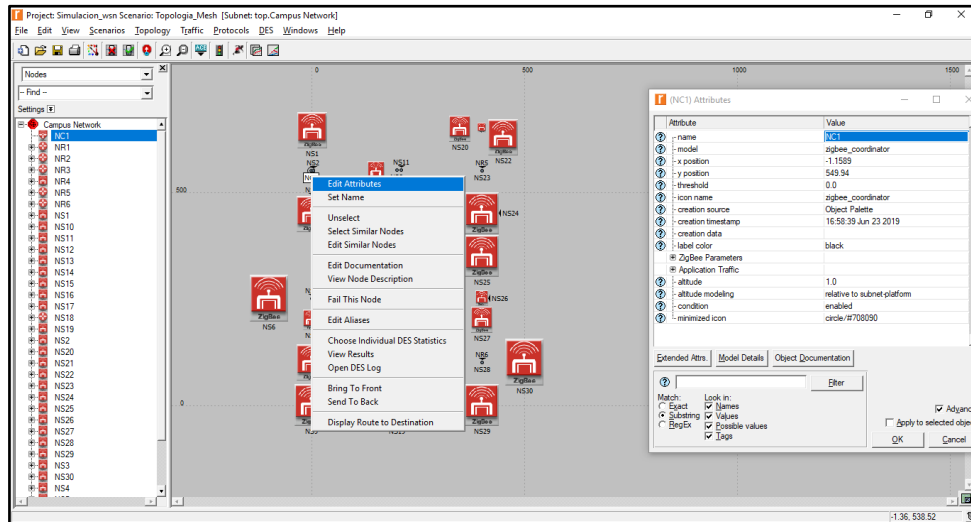 Project: Simulacion_wsn Scenario: Topologia_Mesh [Subnet: top.Campus Network]
File Edit View Scenarios Topology Traffic Protocols DES Windows Help
Nodes
-- Find --
Settings
Campus Network
NC1
NR1
NR2
NR3
NR4
NR5
NR6
NS1
NS10
NS11
NS12
NS13
NS14
NS15
NS16
NS17
NS18
NS19
NS2
NS20
NS21
NS22
NS23
NS24
NS25
NS26
NS27
NS28
NS29
NS3
NS30
NS4
0 500 1000 1500
500
0
ZigBee
NS1
NS2
NS11
NS20
ZigBee
NS22
NR5
NS23
NS24
ZigBee
NS25
NS26
NS27
NR6
NS28
ZigBee
NS30
ZigBee
NS29
ZigBee
NS6
Edit Attributes
Set Name
Unselect
Select Similar Nodes
Edit Similar Nodes
Edit Documentation
View Node Description
Fail This Node
Edit Aliases
Choose Individual DES Statistics
View Results
Open DES Log
Bring To Front
Send To Back
Display Route to Destination
(NC1) Attributes
Attribute Value
name NC1
model zigbee_coordinator
x position -1.1589
y position 549.94
threshold 0.0
icon name zigbee_coordinator
creation source Object Palette
creation timestamp 16:58:39 Jun 23 2019
creation data
label color black
ZigBee Parameters
Application Traffic
altitude 1.0
altitude modeling relative to subnet-platform
condition enabled
minimized icon circle/#708090
Extended Attrs. Model Details Object Documentation
Filter
Match: Look in:
Exact Names
Substring Values
RegEx Possible values
Tags
Advanc
Apply to selected objec
OK Cancel
-1.36, 538.52